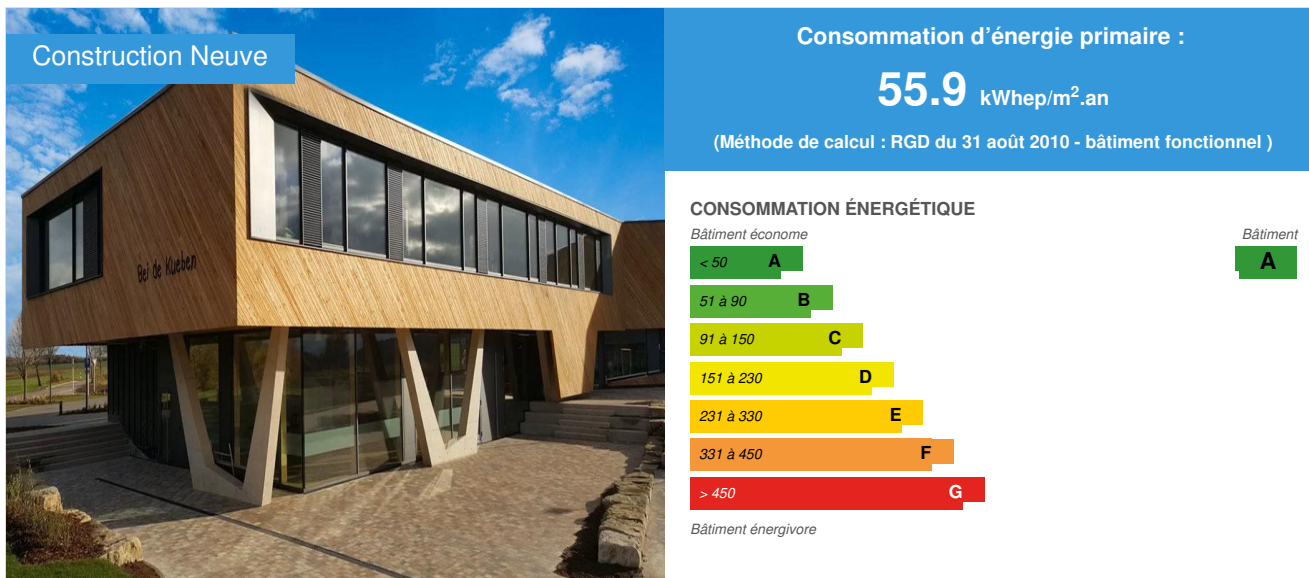 Construction Neuve
Bei de Kueben
Consommation d'énergie primaire :
55.9 kWhep/m².an
(Méthode de calcul : RGD du 31 août 2010 - bâtiment fonctionnel )
CONSOMMATION ÉNERGÉTIQUE
Bâtiment économe
Bâtiment
< 50 A
A
51 à 90 B
91 à 150 C
151 à 230 D
231 à 330 E
331 à 450 F
> 450 G
Bâtiment énergivore